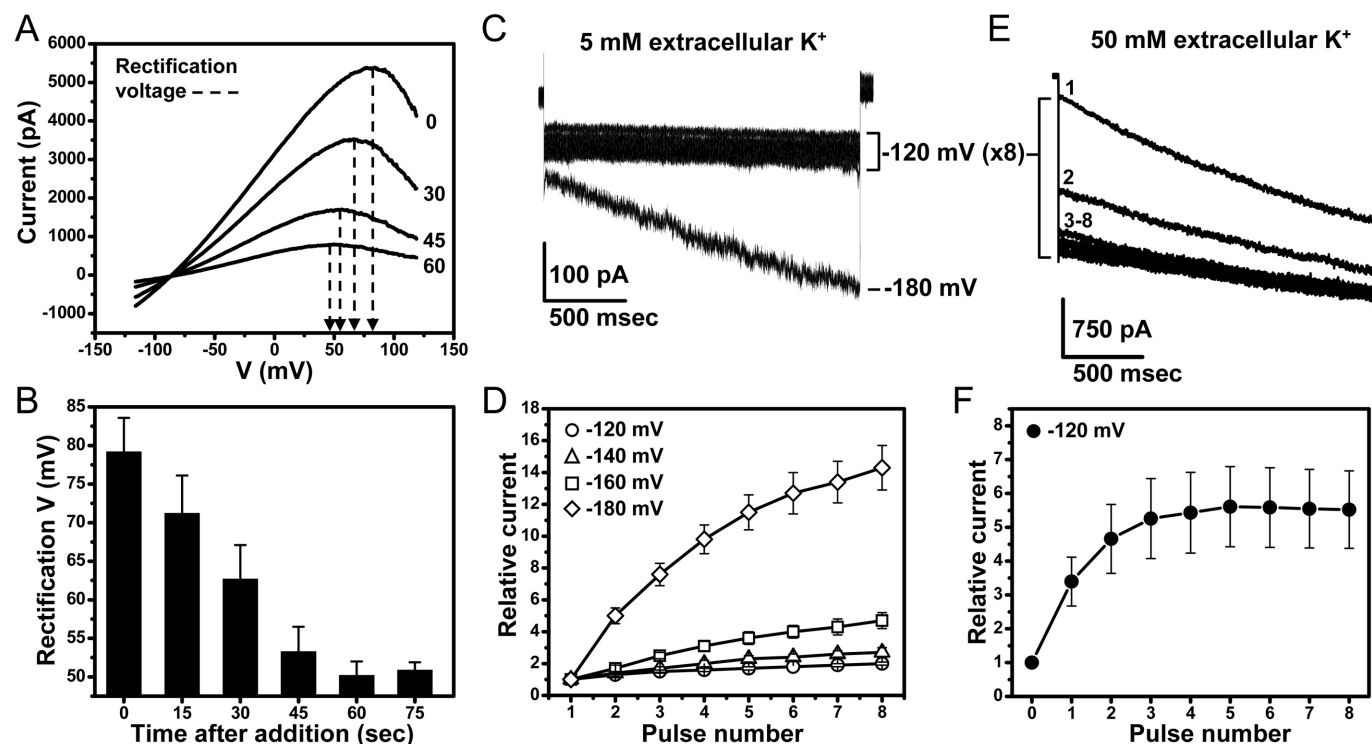 A
6000
5000
4000
3000
2000
1000
0
-1000
Current (pA)
Rectification
voltage
0
30
45
60
-150 -100 -50 0 50 100 150
V (mV)
B
85
80
75
70
65
60
55
50
Rectification V (mV)
0 15 30 45 60 75
Time after addition (sec)
C
5 mM extracellular K+
-120 mV (x8)
-180 mV
100 pA
500 msec
D
18
16
14
12
10
8
6
4
2
0
Relative current
-120 mV
-140 mV
-160 mV
-180 mV
1 2 3 4 5 6 7 8
Pulse number
E
50 mM extracellular K+
1
2
3-8
750 pA
500 msec
F
8
7
6
5
4
3
2
1
0
Relative current
-120 mV
0 1 2 3 4 5 6 7 8
Pulse number